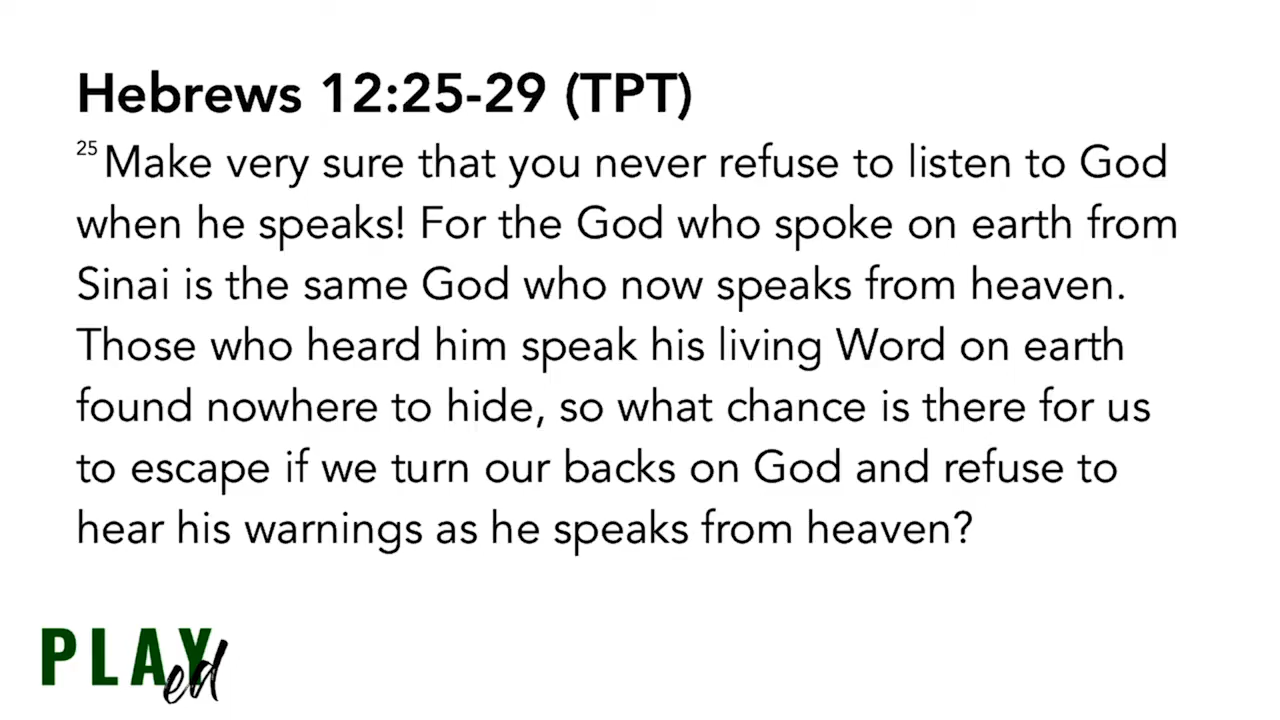 Hebrews 12:25-29 (TPT)
25 Make very sure that you never refuse to listen to God
when he speaks! For the God who spoke on earth from
Sinai is the same God who now speaks from heaven.
Those who heard him speak his living Word on earth
found nowhere to hide, so what chance is there for us
to escape if we turn our backs on God and refuse to
hear his warnings as he speaks from heaven?
PLAYed